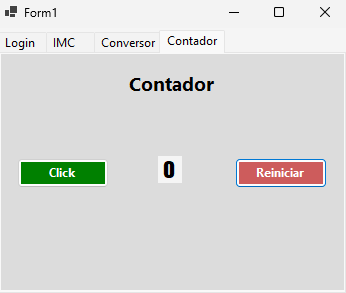 Form1
Login IMC Conversor Contador
Contador
Click 0 Reiniciar